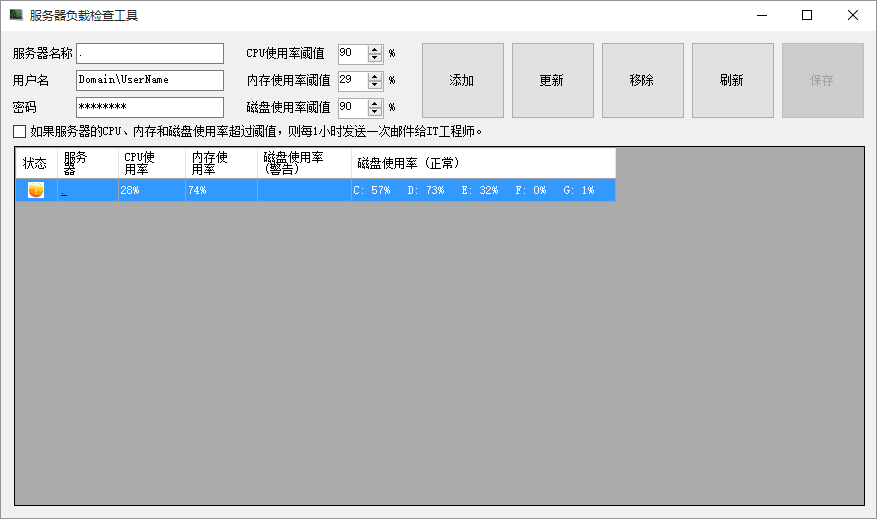 服务器负载检查工具
服务器名称 . CPU使用率阈值 90 %
用户名 Domain\UserName 内存使用率阈值 29 %
密码 ******** 磁盘使用率阈值 90 %
添加 更新 移除 刷新 保存
如果服务器的CPU、内存和磁盘使用率超过阈值，则每1小时发送一次邮件给IT工程师。
状态 服务器 CPU使用率 内存使用率 磁盘使用率(警告) 磁盘使用率 (正常)
. 28% 74% C: 57% D: 73% E: 32% F: 0% G: 1%